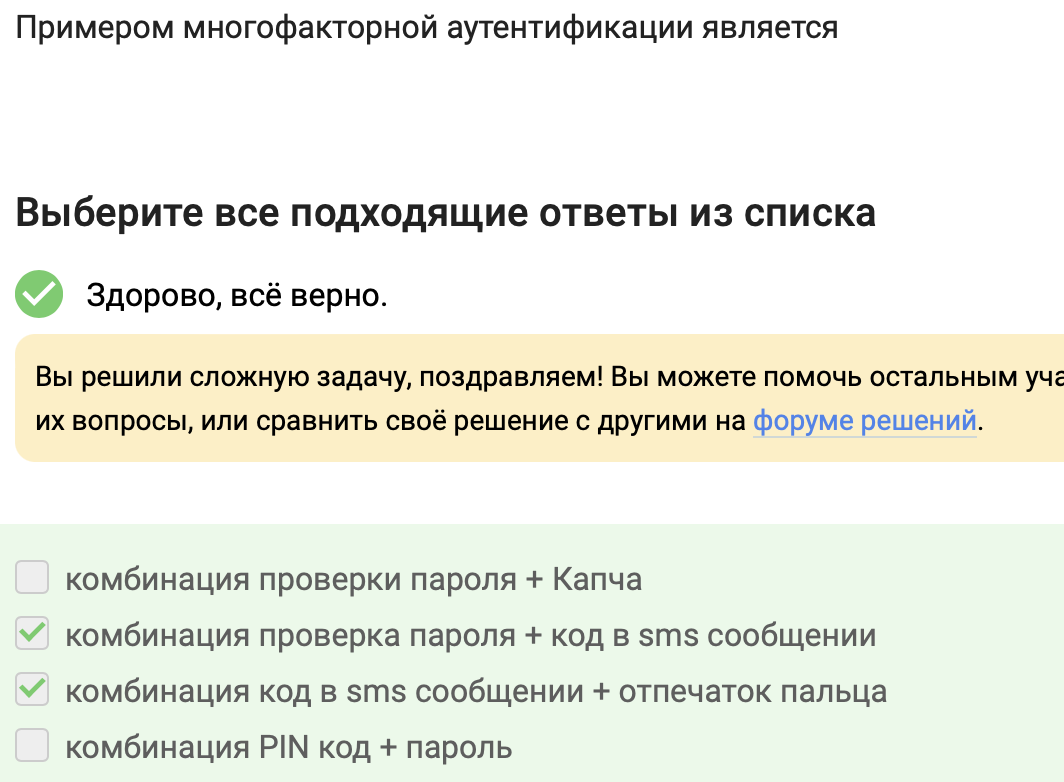 Примером многофакторной аутентификации является
Выберите все подходящие ответы из списка
Здорово, всё верно.
Вы решили сложную задачу, поздравляем! Вы можете помочь остальным уча
их вопросы, или сравнить своё решение с другими на форуме решений.
комбинация проверки пароля + Капча
комбинация проверка пароля + код в sms сообщении
комбинация код в sms сообщении + отпечаток пальца
комбинация PIN код + пароль